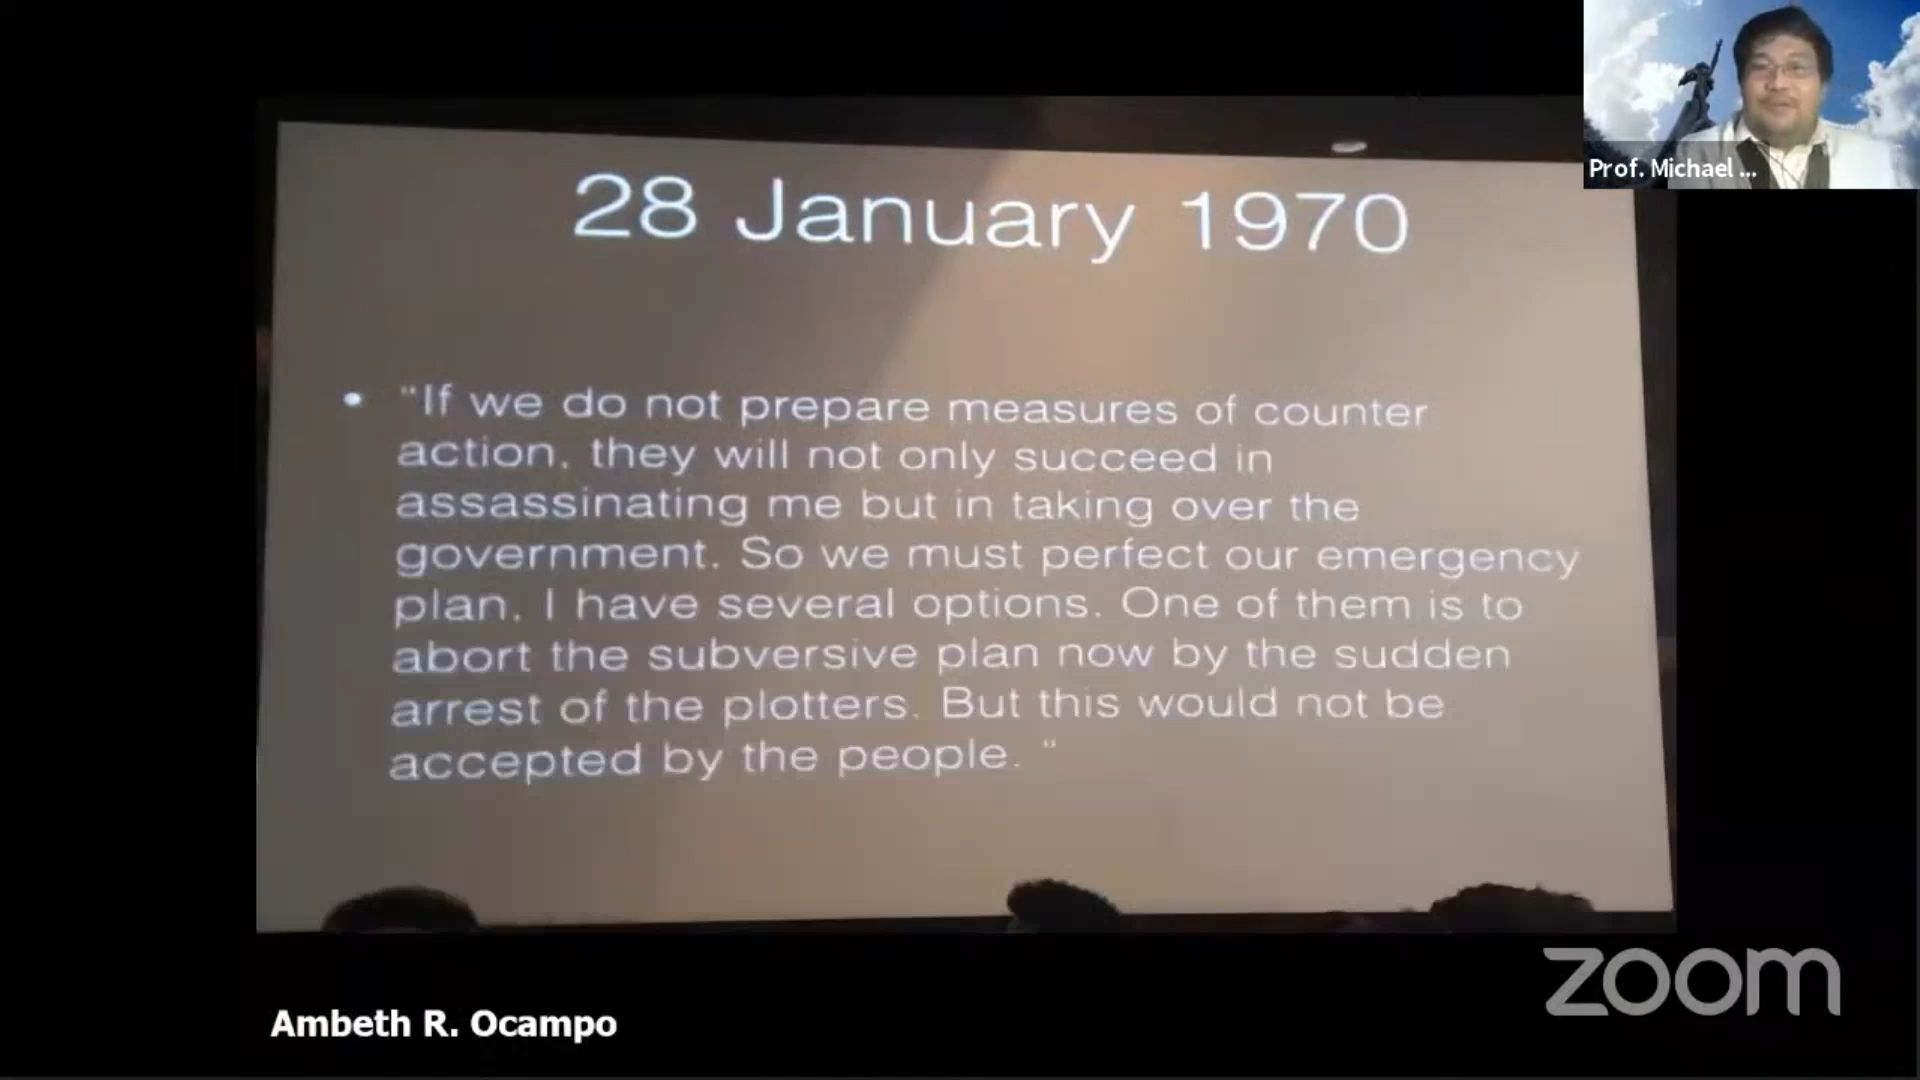 Prof. Michael ...
28 January 1970
• "If we do not prepare measures of counter
action, they will not only succeed in
assassinating me but in taking over the
government. So we must perfect our emergency
plan. I have several options. One of them is to
abort the subversive plan now by the sudden
arrest of the plotters. But this would not be
accepted by the people. "
zoom
Ambeth R. Ocampo